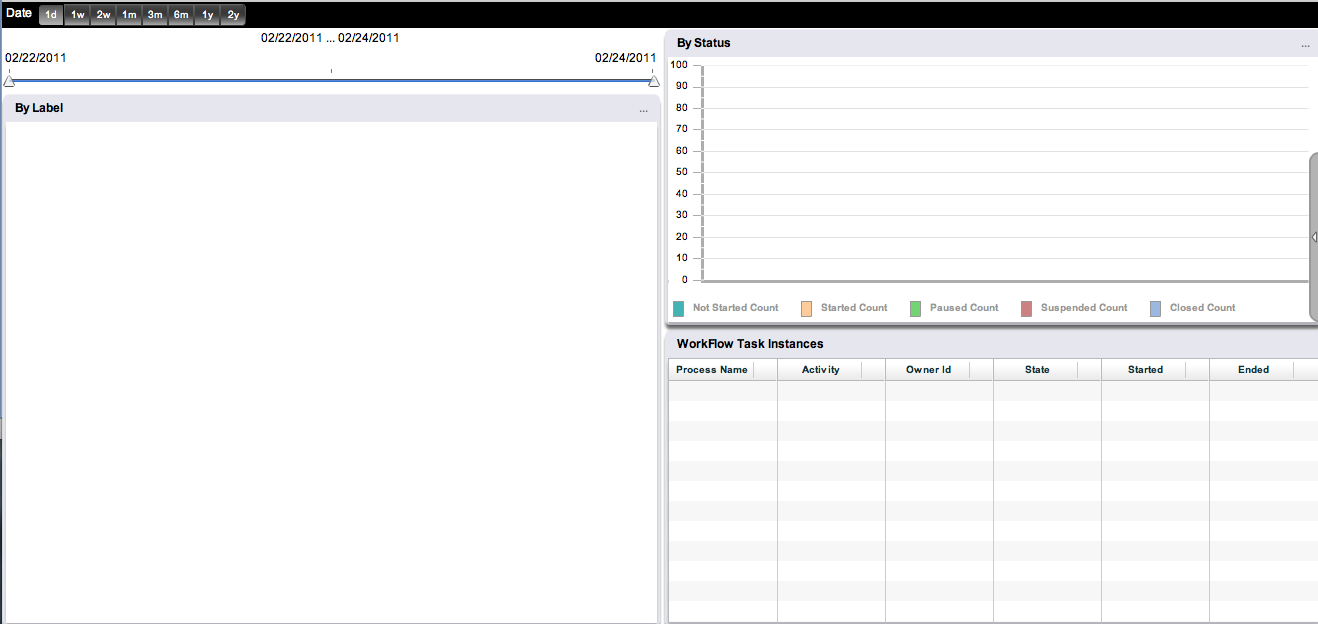 Date 1d 1w 2w 1m 3m 6m 1y 2y
02/22/2011 ... 02/24/2011
02/22/2011 02/24/2011
By Label ...
By Status ...
100
90
80
70
60
50
40
30
20
10
0
Not Started Count Started Count Paused Count Suspended Count Closed Count
WorkFlow Task Instances
Process Name Activity Owner Id State Started Ended